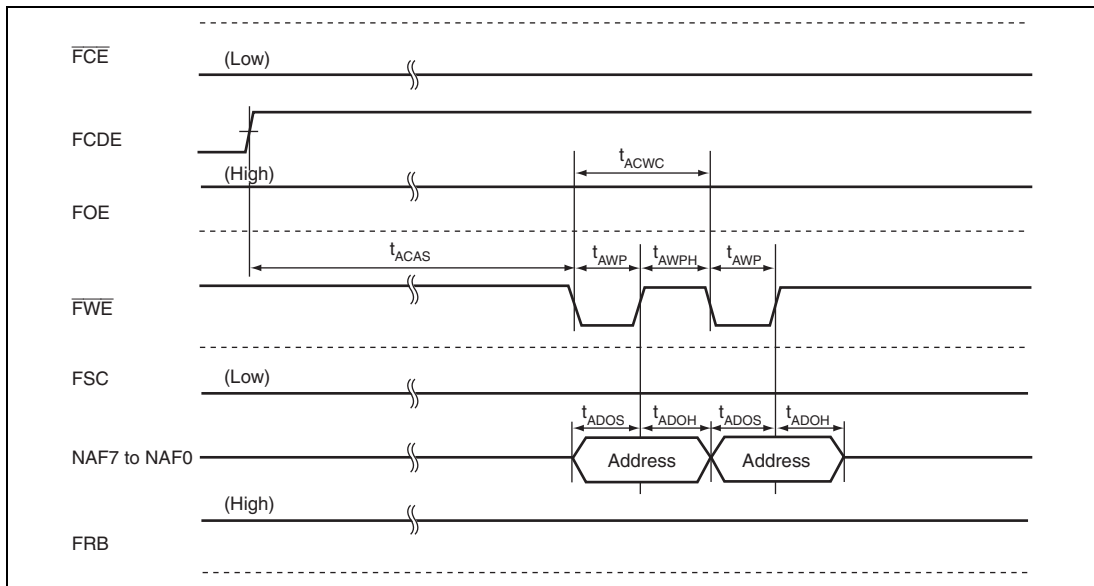 FCE (Low)
FCDE
tACWC
(High)
FOE
tACAS tAWP tAWPH tAWP
FWE
FSC (Low)
tADOS tADOH tADOS tADOH
NAF7 to NAF0 Address Address
(High)
FRB